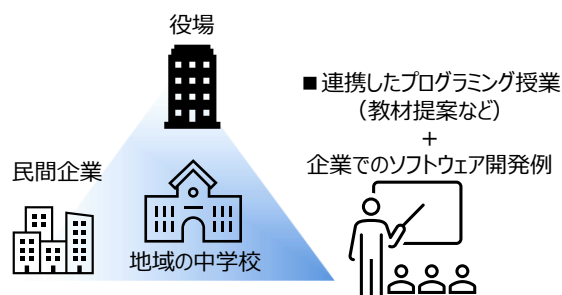 役場
■連携したプログラミング授業
（教材提案など）
+
企業でのソフトウェア開発例
民間企業
地域の中学校